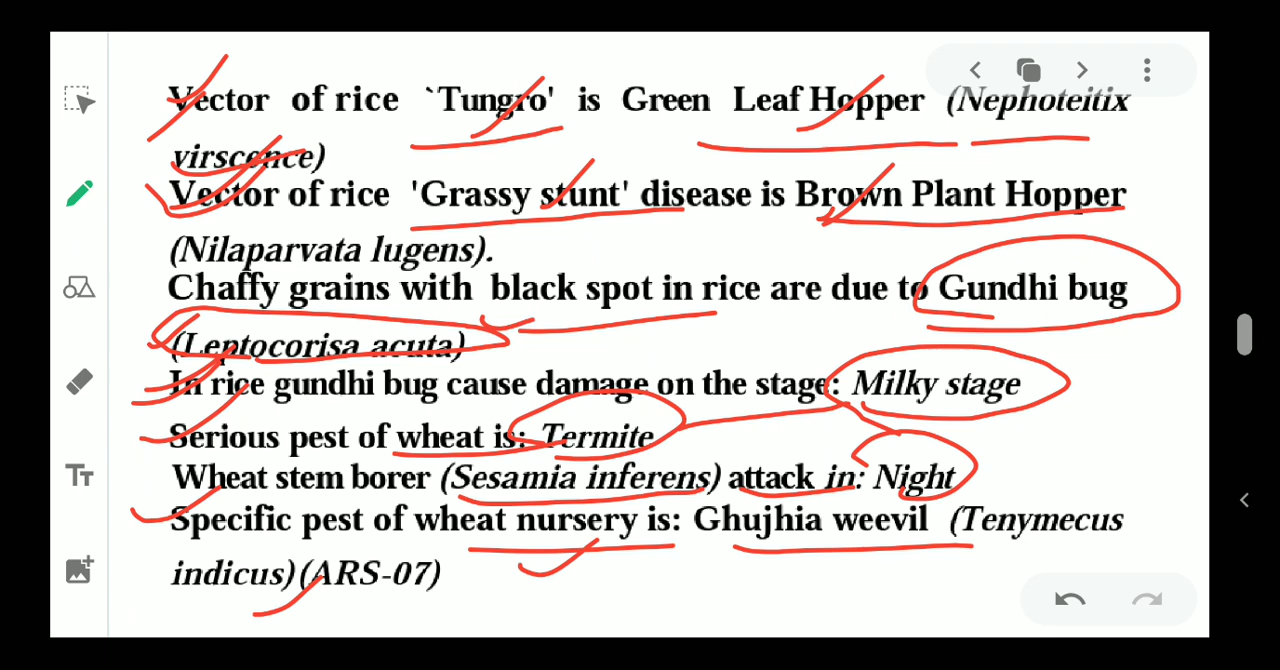 Vector of rice `Tungro' is Green Leaf Hopper (Nephoteitix
virscence)
Vector of rice 'Grassy stunt' disease is Brown Plant Hopper
(Nilaparvata lugens).
Chaffy grains with black spot in rice are due to Gundhi bug
(Leptocorisa acuta)
In rice gundhi bug cause damage on the stage: Milky stage
Serious pest of wheat is: Termite
Wheat stem borer (Sesamia inferens) attack in: Night
Specific pest of wheat nursery is: Ghujhia weevil (Tenymecus
indicus)(ARS-07)
Tт